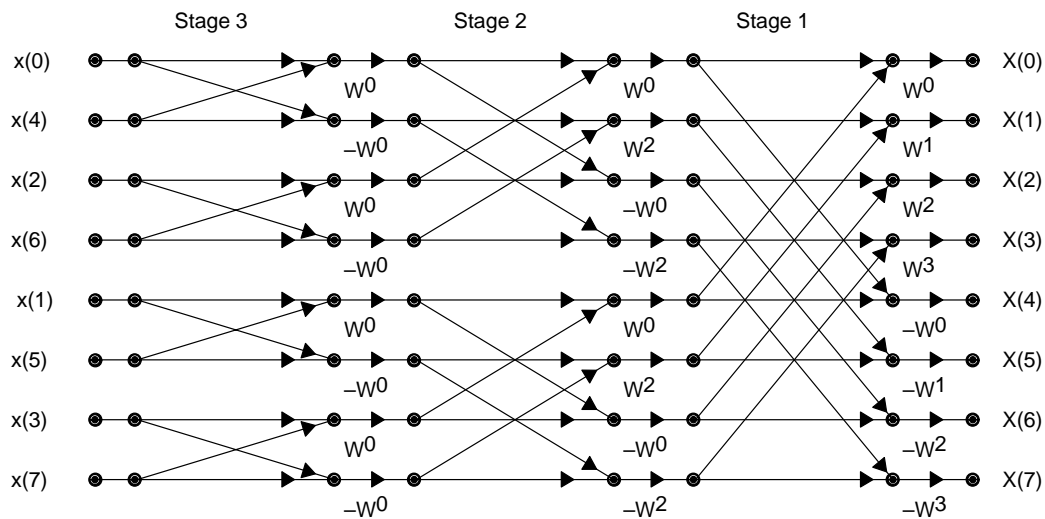 Stage 3 Stage 2 Stage 1
x(0) X(0)
W0 W0 W0
x(4) X(1)
–W0 W2 W1
x(2) X(2)
W0 –W0 W2
x(6) X(3)
–W0 –W2 W3
x(1) X(4)
W0 W0 –W0
x(5) X(5)
–W0 W2 –W1
x(3) X(6)
W0 –W0 –W2
x(7) X(7)
–W0 –W2 –W3